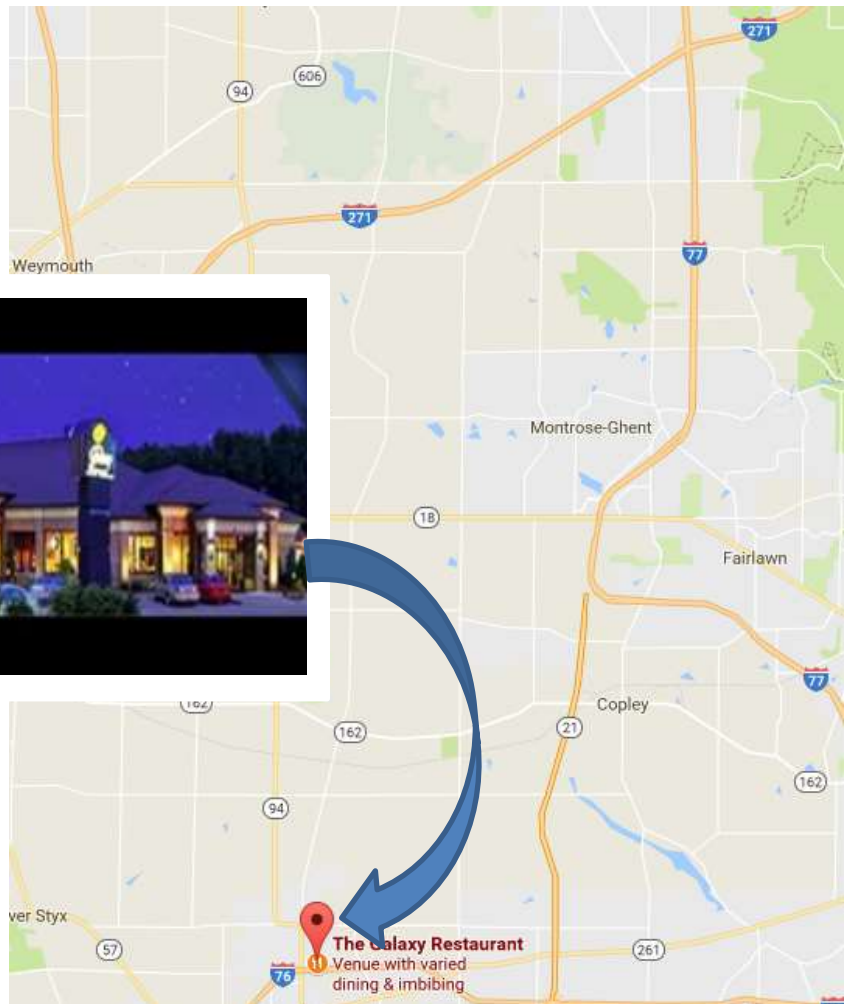 271
606
94
271
Weymouth
77
Montrose-Ghent
18
Fairlawn
77
162
Copley
162
21
162
94
ver Styx
The Galaxy Restaurant
57
261
Venue with varied
76
dining & imbibing